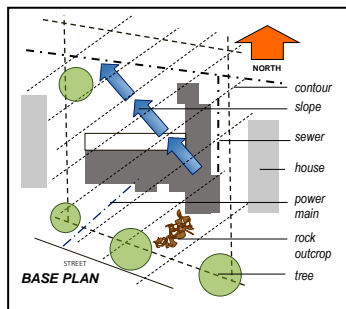 NORTH
contour
slope
sewer
house
power
main
rock
outcrop
tree
STREET
BASE PLAN